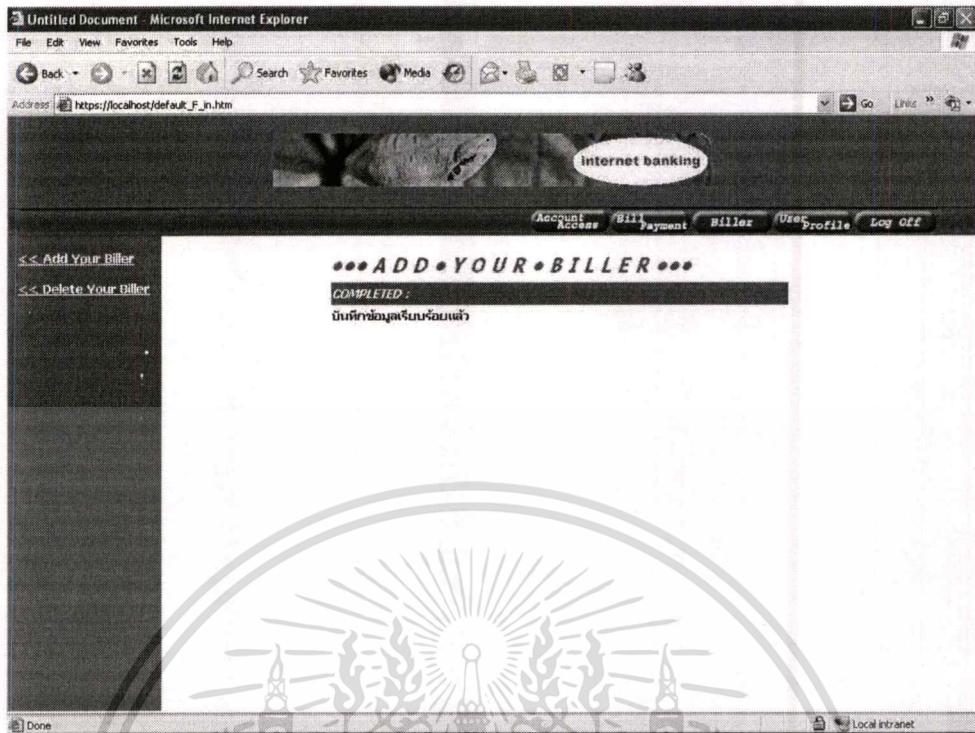 Untitled Document - Microsoft Internet Explorer
File Edit View Favorites Tools Help
Back Search Favorites Media
Address https://localhost/default_F_in.htm Go Links »
internet banking
Account Access Bill Payment Biller User Profile Log Off
<< Add Your Biller
<< Delete Your Biller
•••ADD•YOUR•BILLER•••
COMPLETED :
บันทึกข้อมูลเรียบร้อยแล้ว
Done Local intranet